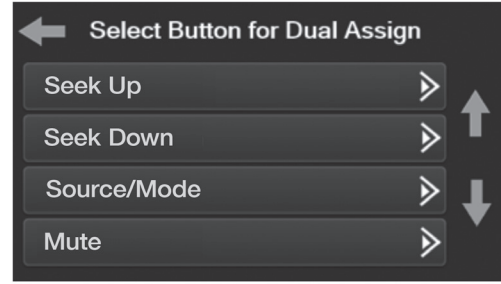 Select Button for Dual Assign
Seek Up
Seek Down
Source/Mode
Mute